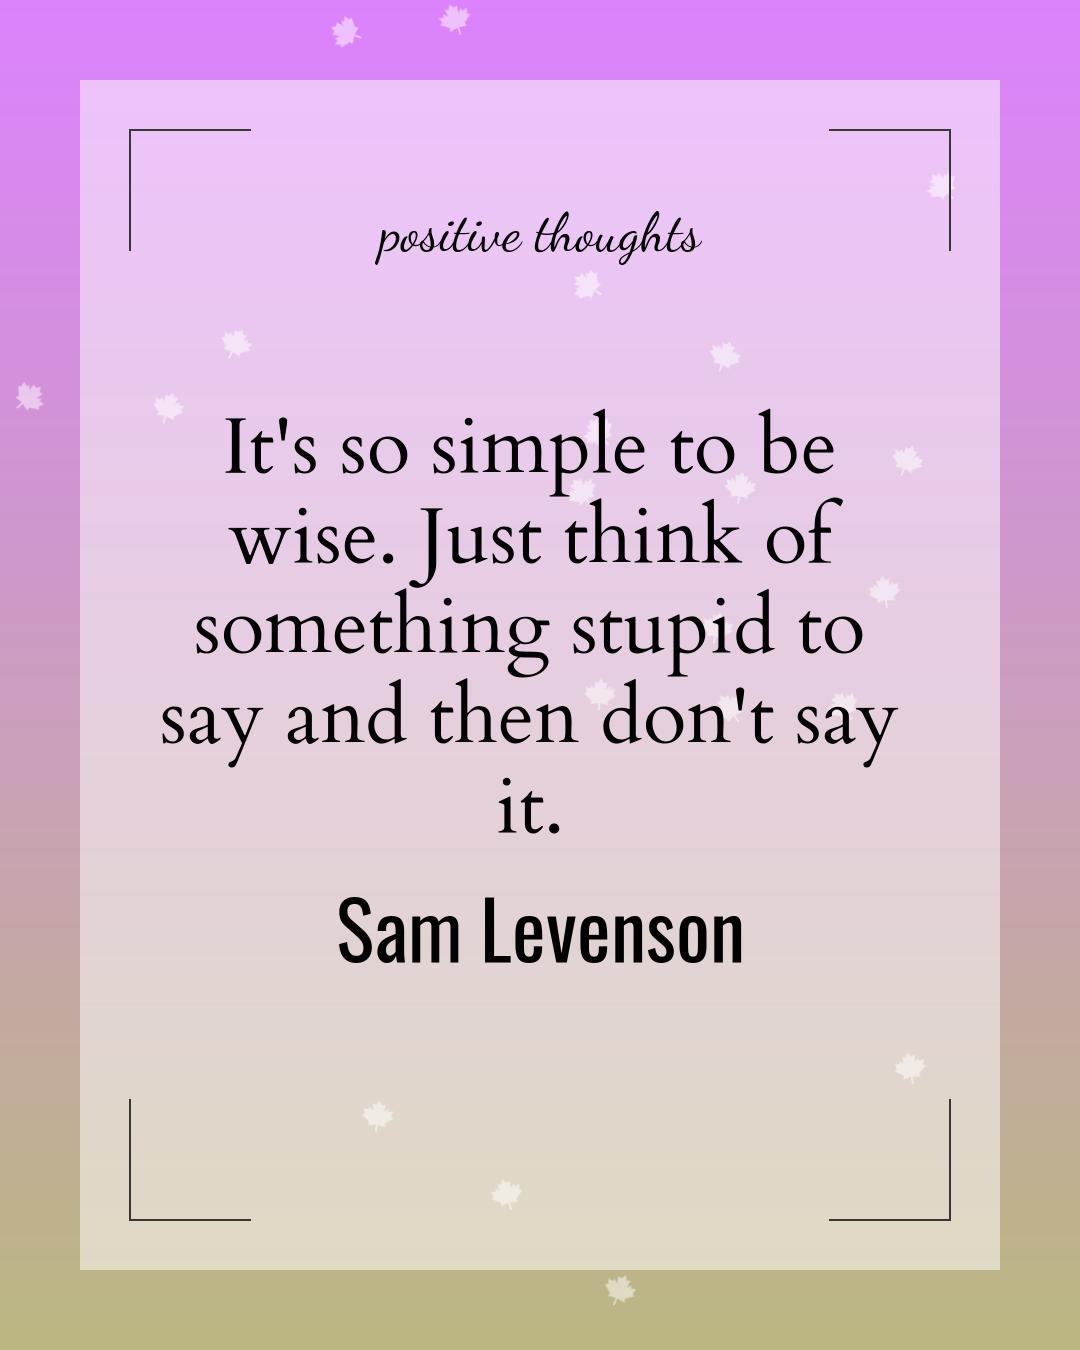 positive thoughts
It's so simple to be
wise. Just think of
something stupid to
say and then don't say
it.
Sam Levenson